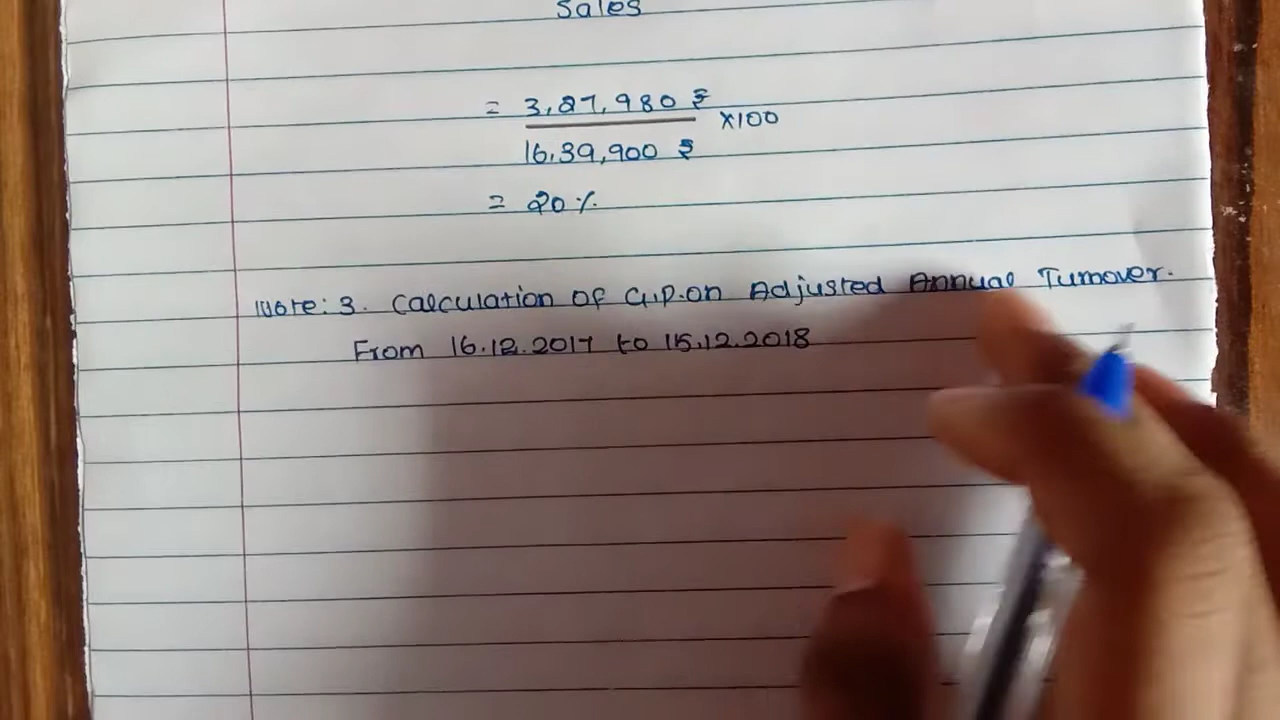 Sales
= 3,27,980 ₹
×100
16,39,900 ₹
= 20 %
Note: 3. Calculation of G.P. on Adjusted Annual Turnover.
From 16.12.2017 to 15.12.2018